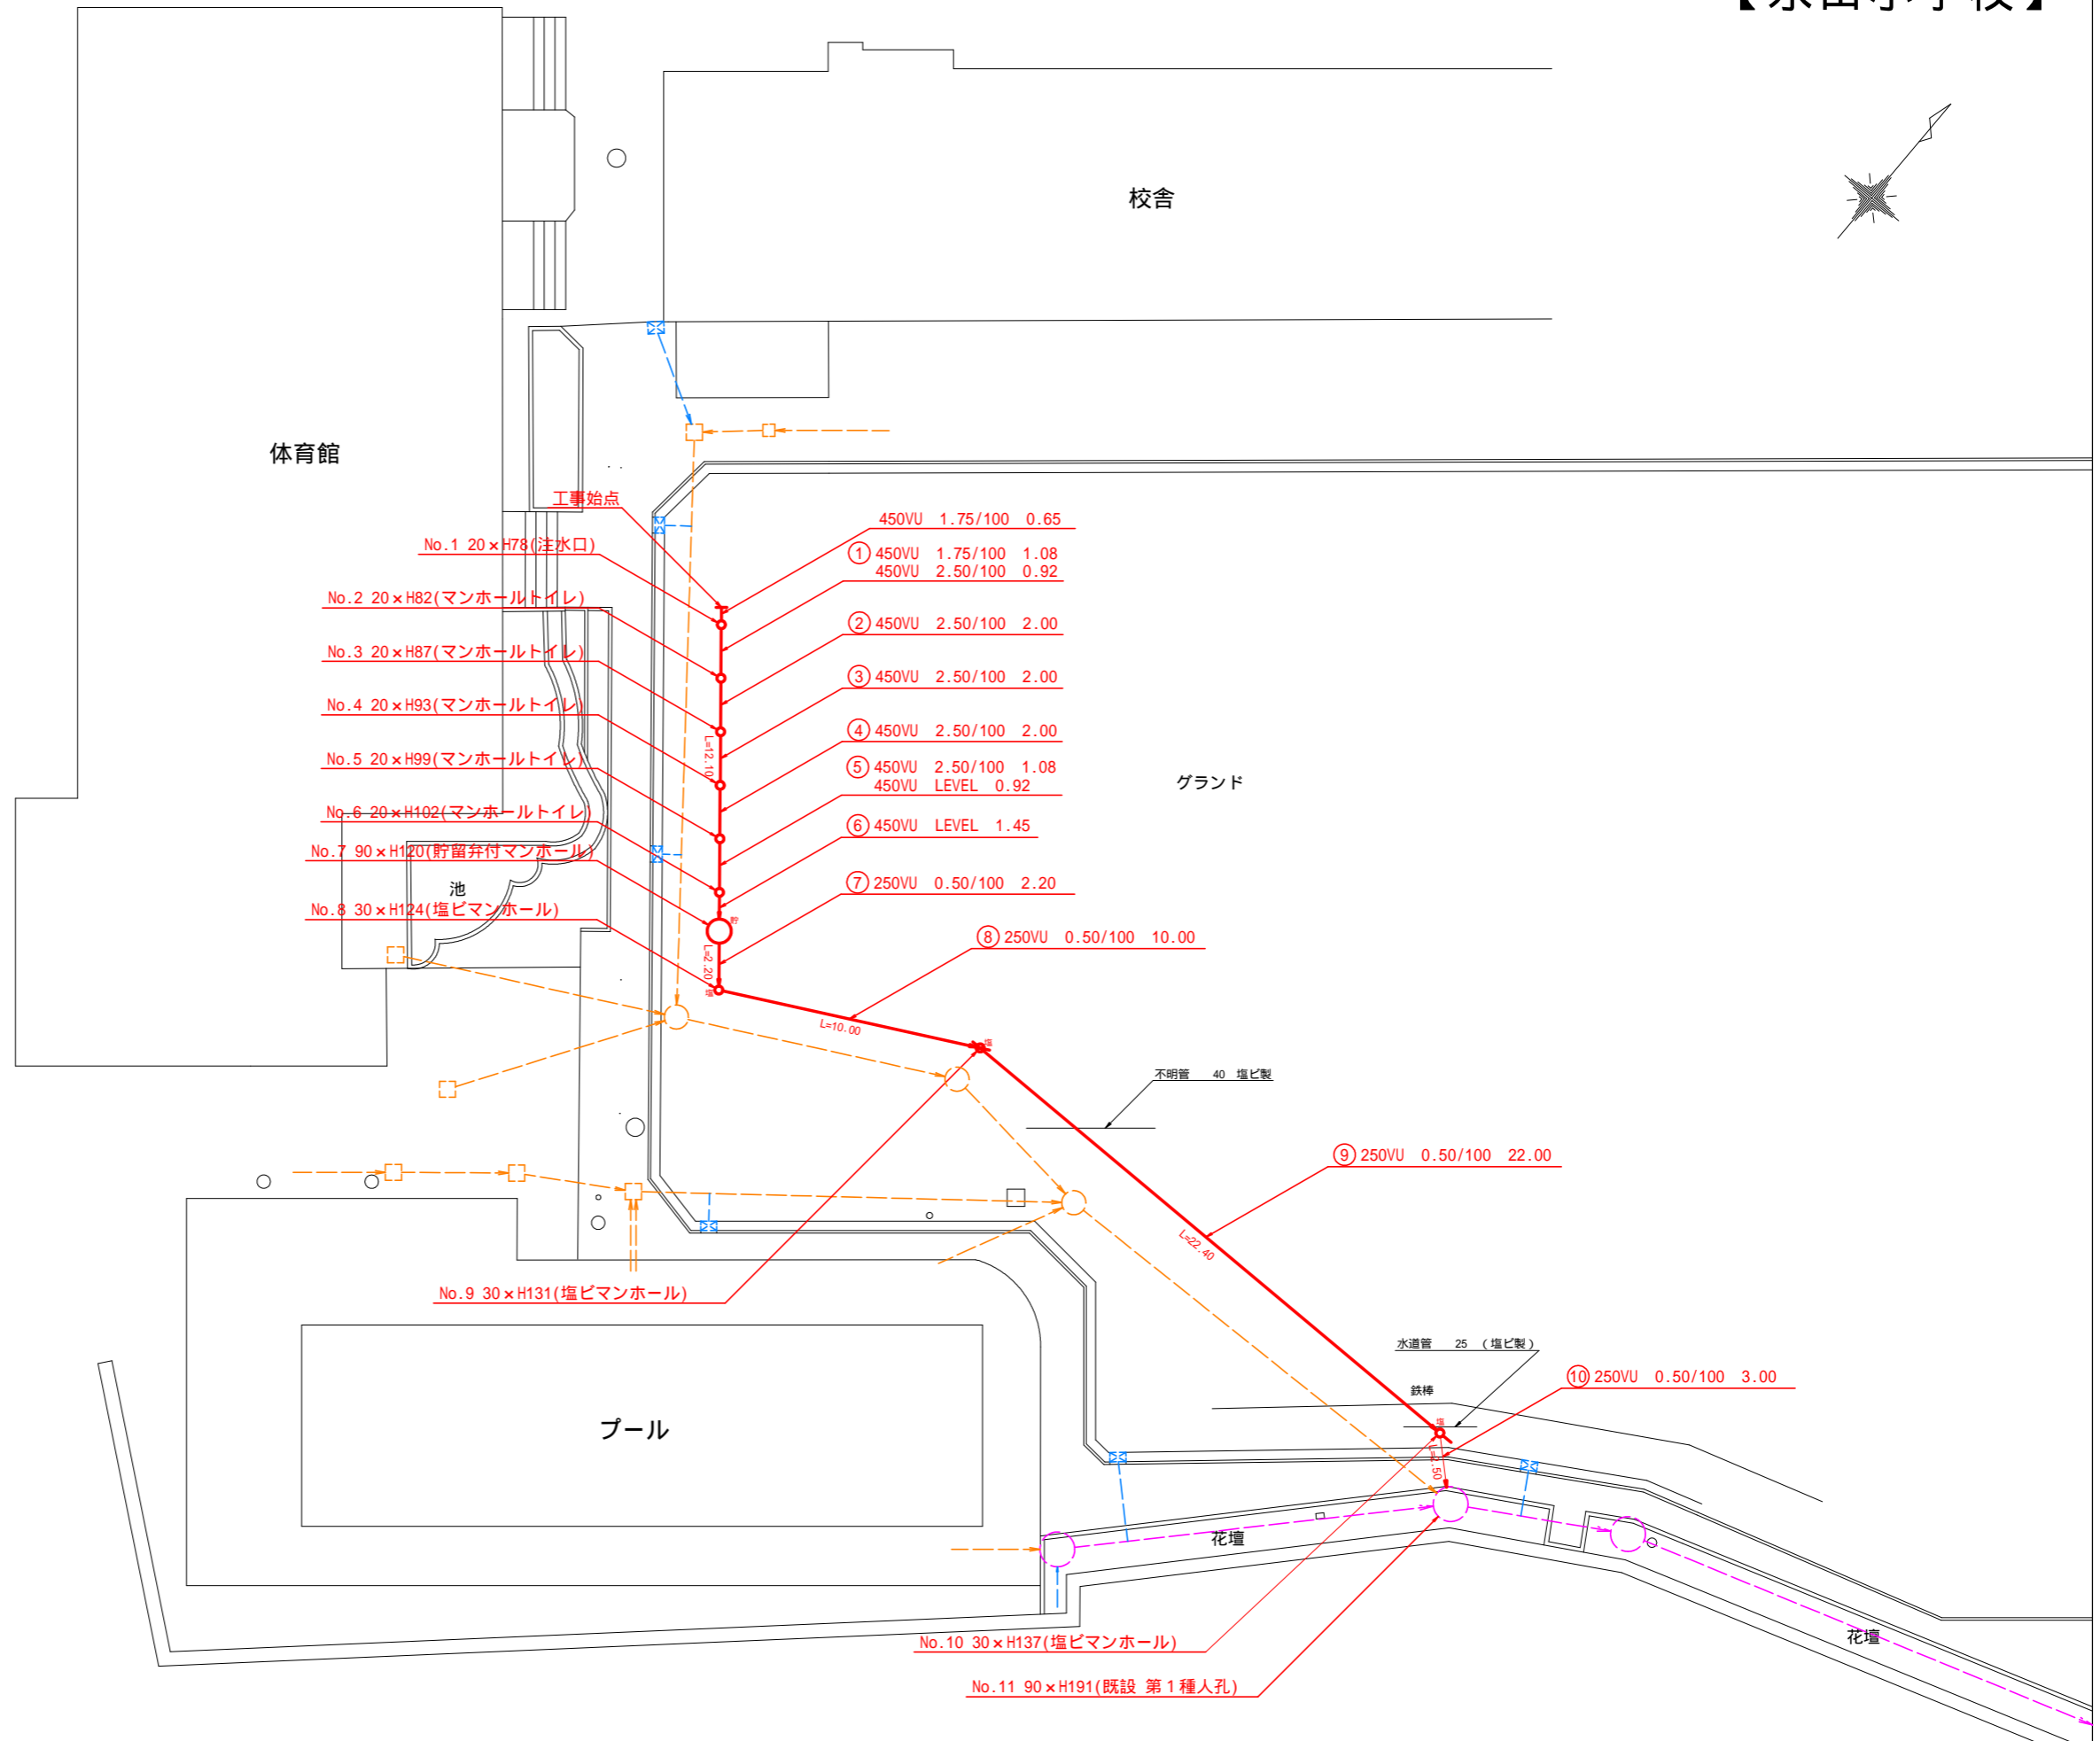 校舎
体育館
工事始点
No.1 20×H78(注水口)
No.2 20×H82(マンホールトイレ)
No.3 20×H87(マンホールトイレ)
No.4 20×H93(マンホールトイレ)
No.5 20×H99(マンホールトイレ)
No.6 20×H102(マンホールトイレ)
No.7 90×H120(貯留弁付マンホール)
No.8 30×H124(塩ビマンホール)
450VU 1.75/100 0.65
① 450VU 1.75/100 1.08
450VU 2.50/100 0.92
② 450VU 2.50/100 2.00
③ 450VU 2.50/100 2.00
④ 450VU 2.50/100 2.00
⑤ 450VU 2.50/100 1.08
450VU LEVEL 0.92
⑥ 450VU LEVEL 1.45
⑦ 250VU 0.50/100 2.20
⑧ 250VU 0.50/100 10.00
L=12.10
貯
L=2.20
塩
L=10.00
塩
グランド
池
不明管 40 塩ビ製
⑨ 250VU 0.50/100 22.00
L=22.40
No.9 30×H131(塩ビマンホール)
水道管 25 (塩ビ製)
⑩ 250VU 0.50/100 3.00
鉄棒
塩
L=2.50
プール
花壇
花壇
No.10 30×H137(塩ビマンホール)
No.11 90×H191(既設 第1種人孔)